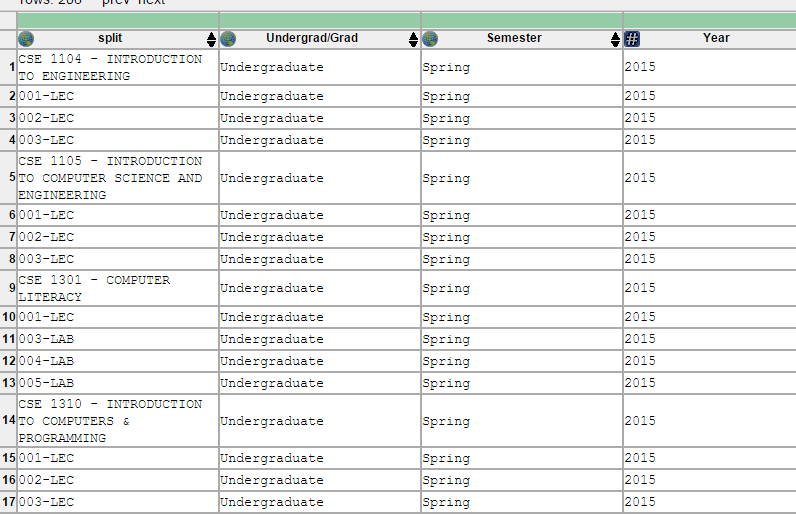 rows: 286 prev next
split Undergrad/Grad Semester # Year
1 CSE 1104 - INTRODUCTION TO ENGINEERING Undergraduate Spring 2015
2 001-LEC Undergraduate Spring 2015
3 002-LEC Undergraduate Spring 2015
4 003-LEC Undergraduate Spring 2015
5 CSE 1105 - INTRODUCTION TO COMPUTER SCIENCE AND ENGINEERING Undergraduate Spring 2015
6 001-LEC Undergraduate Spring 2015
7 002-LEC Undergraduate Spring 2015
8 003-LEC Undergraduate Spring 2015
9 CSE 1301 - COMPUTER LITERACY Undergraduate Spring 2015
10 001-LEC Undergraduate Spring 2015
11 003-LAB Undergraduate Spring 2015
12 004-LAB Undergraduate Spring 2015
13 005-LAB Undergraduate Spring 2015
14 CSE 1310 - INTRODUCTION TO COMPUTERS & PROGRAMMING Undergraduate Spring 2015
15 001-LEC Undergraduate Spring 2015
16 002-LEC Undergraduate Spring 2015
17 003-LEC Undergraduate Spring 2015